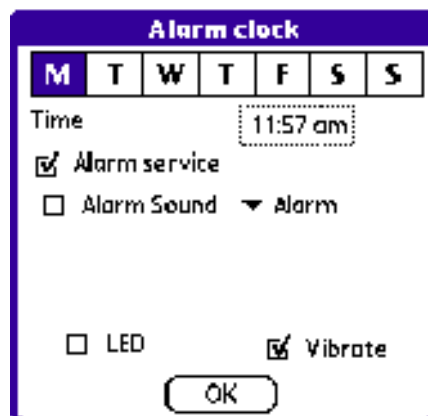 Alarm clock
M T W T F S S
Time 11:57 am
Alarm service
Alarm Sound Alarm
LED Vibrate
OK